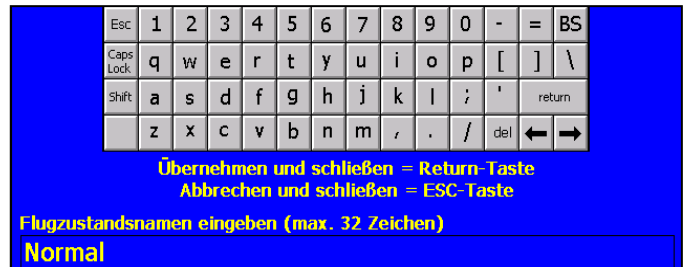 Esc 1 2 3 4 5 6 7 8 9 0 - = BS
Caps Lock q w e r t y u i o p [ ] \
Shift a s d f g h j k l ; ' return
z x c v b n m , . / del ← →
Übernehmen und schließen = Return-Taste
Abbrechen und schließen = ESC-Taste
Flugzustandsnamen eingeben (max. 32 Zeichen)
Normal